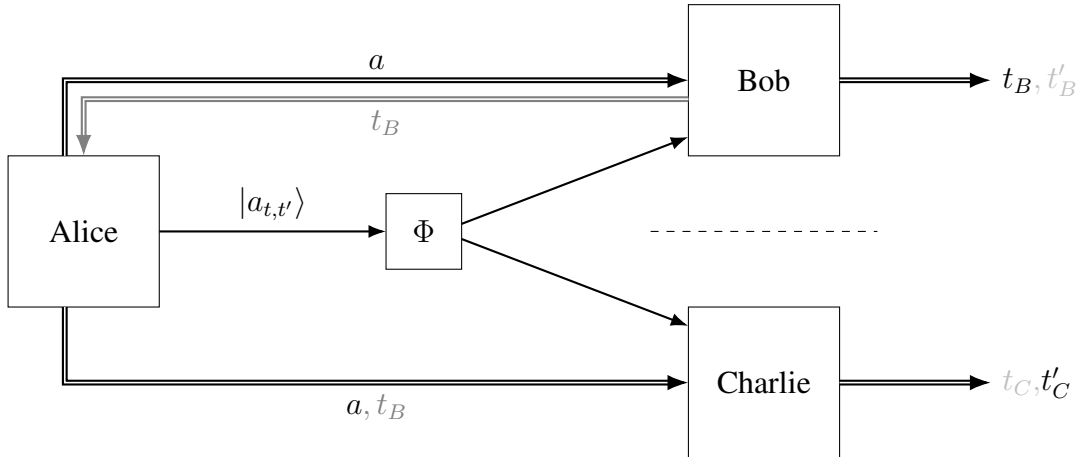 a
Bob
t_B, t'_B
t_B
Alice
|a_{t,t'}⟩
Φ
Charlie
t_C,t'_C
a, t_B